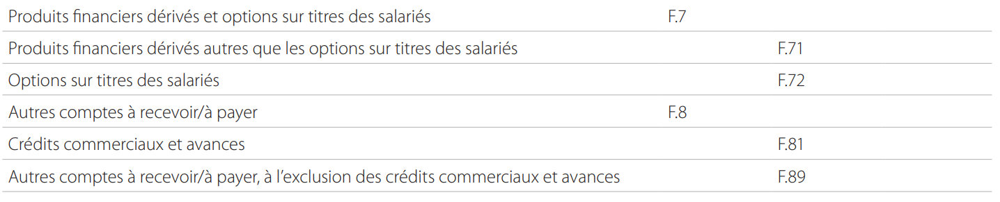 Produits financiers dérivés et options sur titres des salariés F.7
Produits financiers dérivés autres que les options sur titres des salariés F.71
Options sur titres des salariés F.72
Autres comptes à recevoir/à payer F.8
Crédits commerciaux et avances F.81
Autres comptes à recevoir/à payer, à l’exclusion des crédits commerciaux et avances F.89